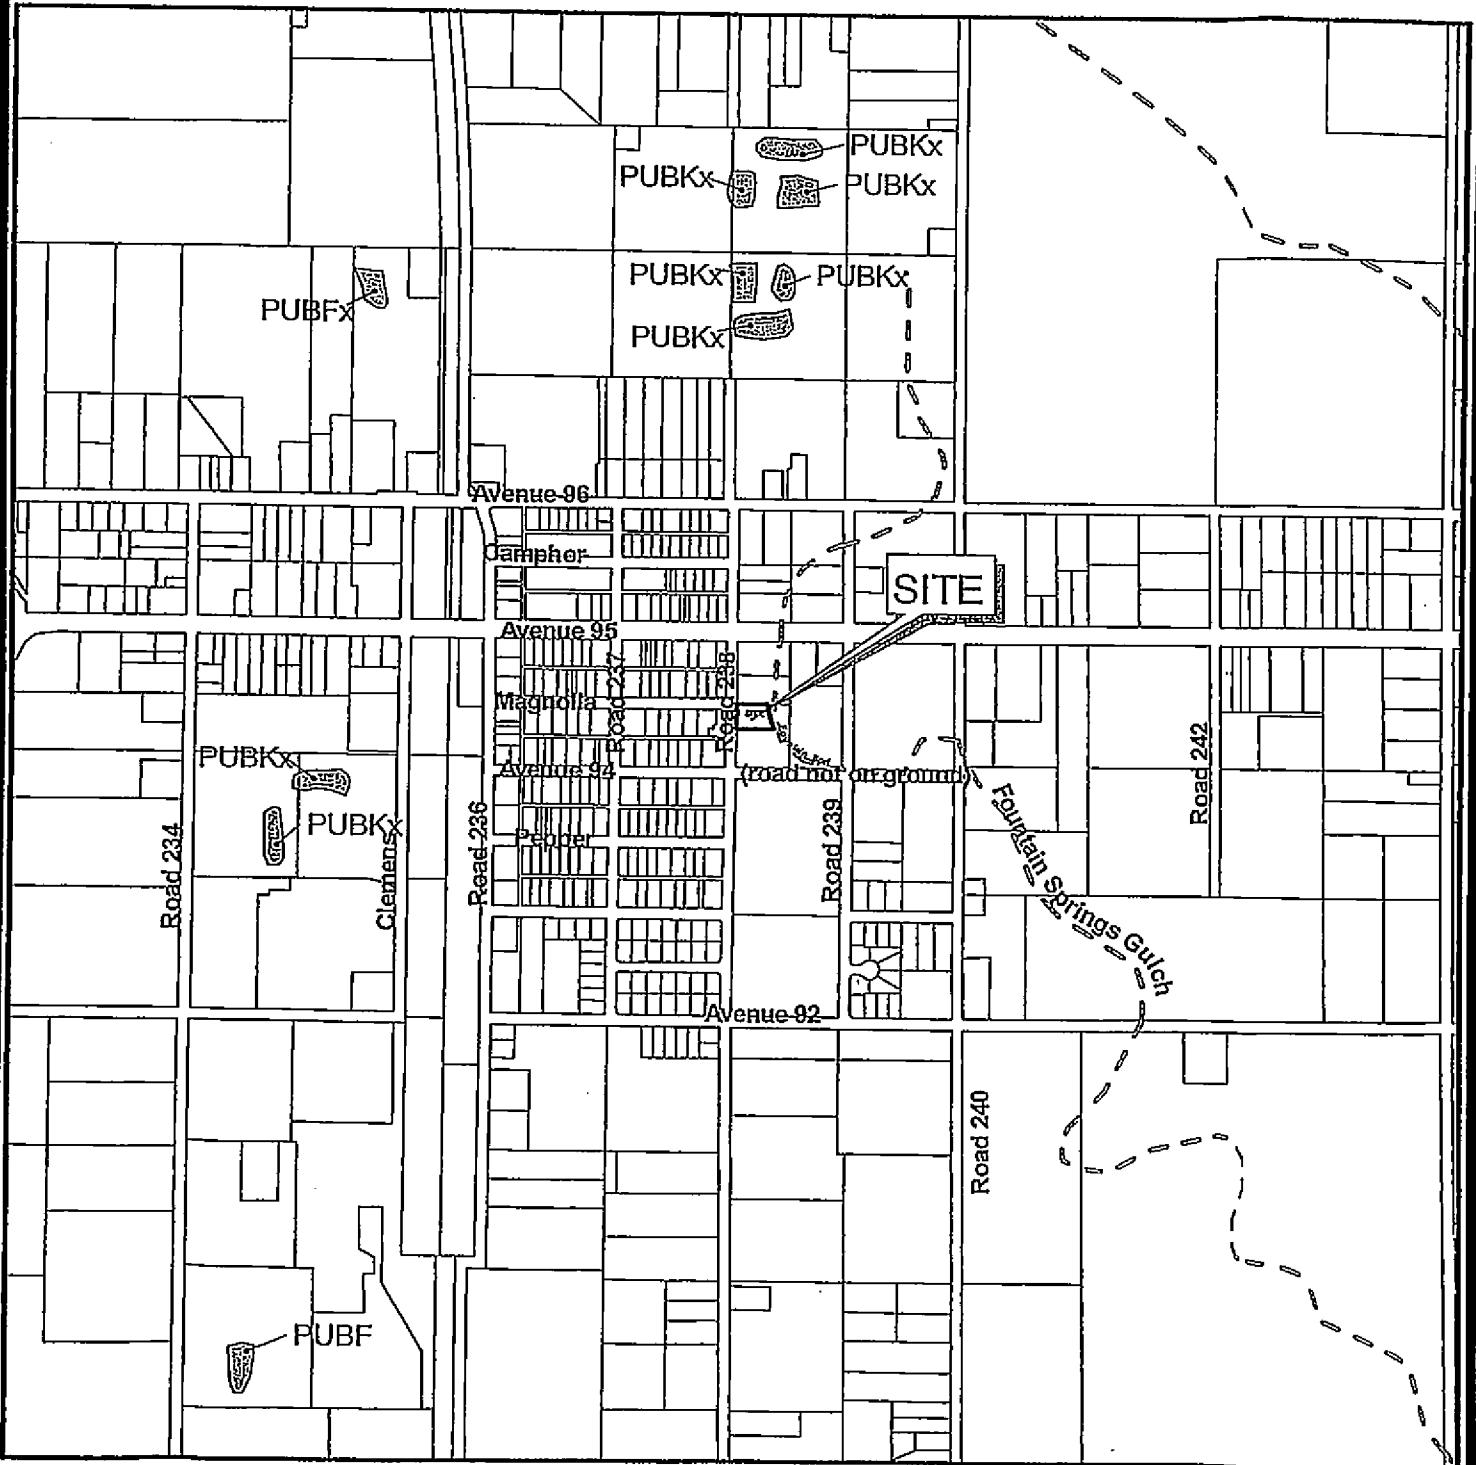 PUBKx
PUBKx
PUBKx
PUBKx
PUBKx
PUBFx
PUBKx
Avenue 96
Camphor
SITE
Avenue 95
Road 237
Road 238
Magnolia
Road 242
PUBKx
Avenue 94
(road not on ground)
PUBKx
Pepper
Road 234
Clemens
Road 236
Road 239
Fountain Springs Gulch
Avenue 92
Road 240
PUBF